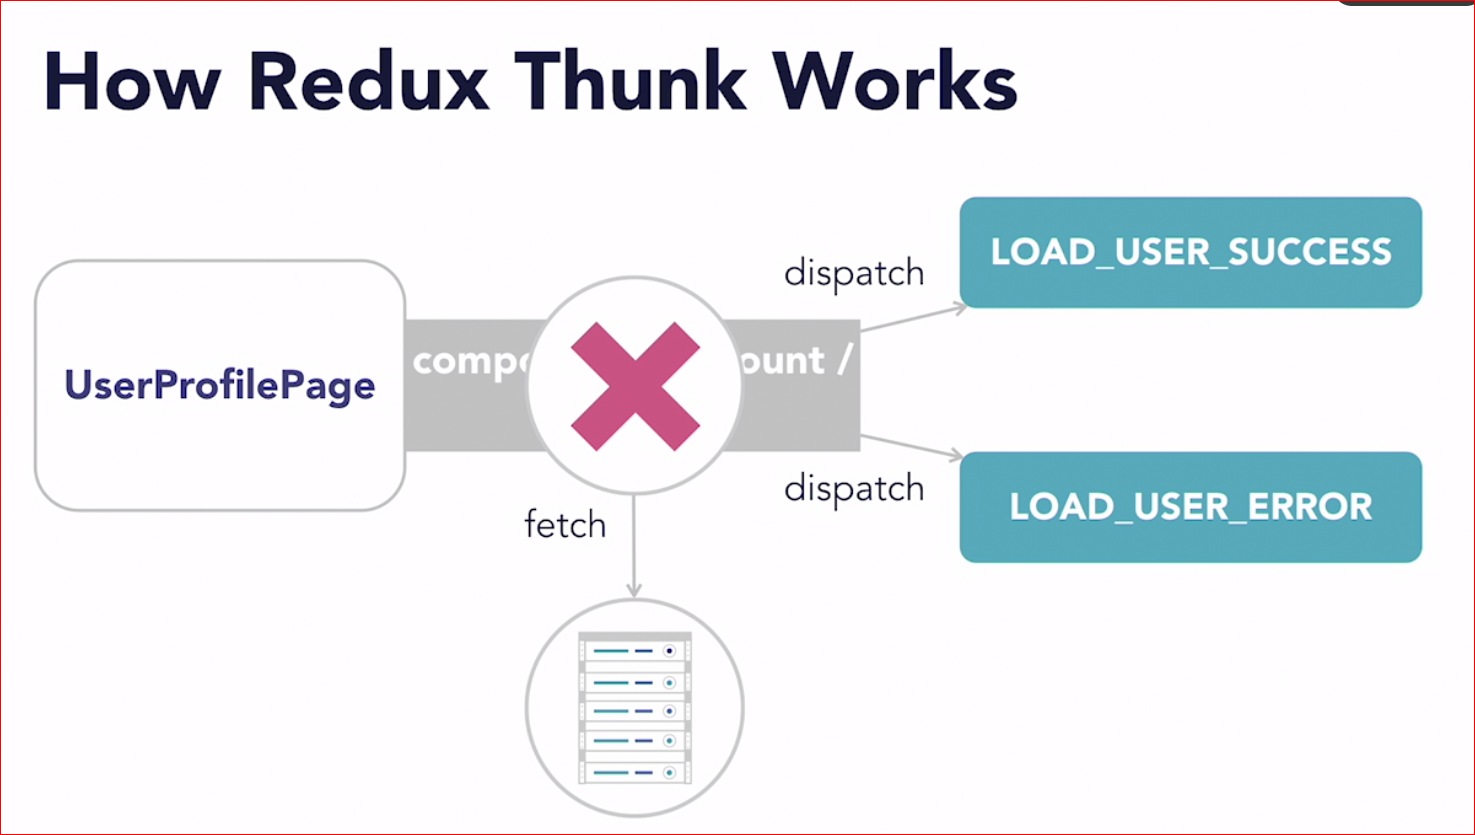 How Redux Thunk Works
UserProfilePage
ount /
dispatch
LOAD_USER_SUCCESS
dispatch
LOAD_USER_ERROR
fetch